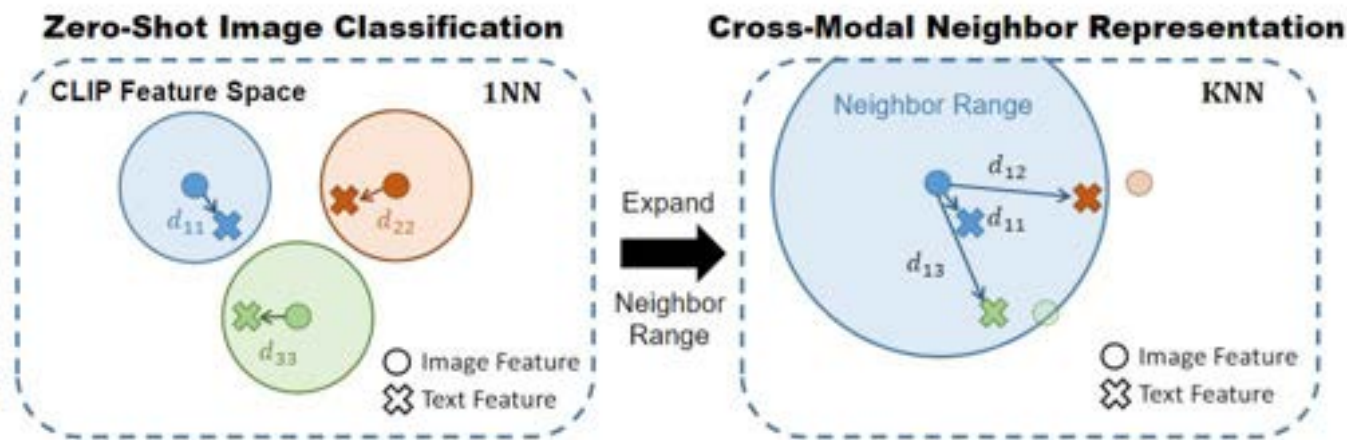 Zero-Shot Image Classification
CLIP Feature Space
1NN
d₁₁
d₂₂
d₃₃
Image Feature
Text Feature
Expand
Neighbor
Range
Cross-Modal Neighbor Representation
Neighbor Range
KNN
d₁₂
d₁₁
d₁₃
Image Feature
Text Feature